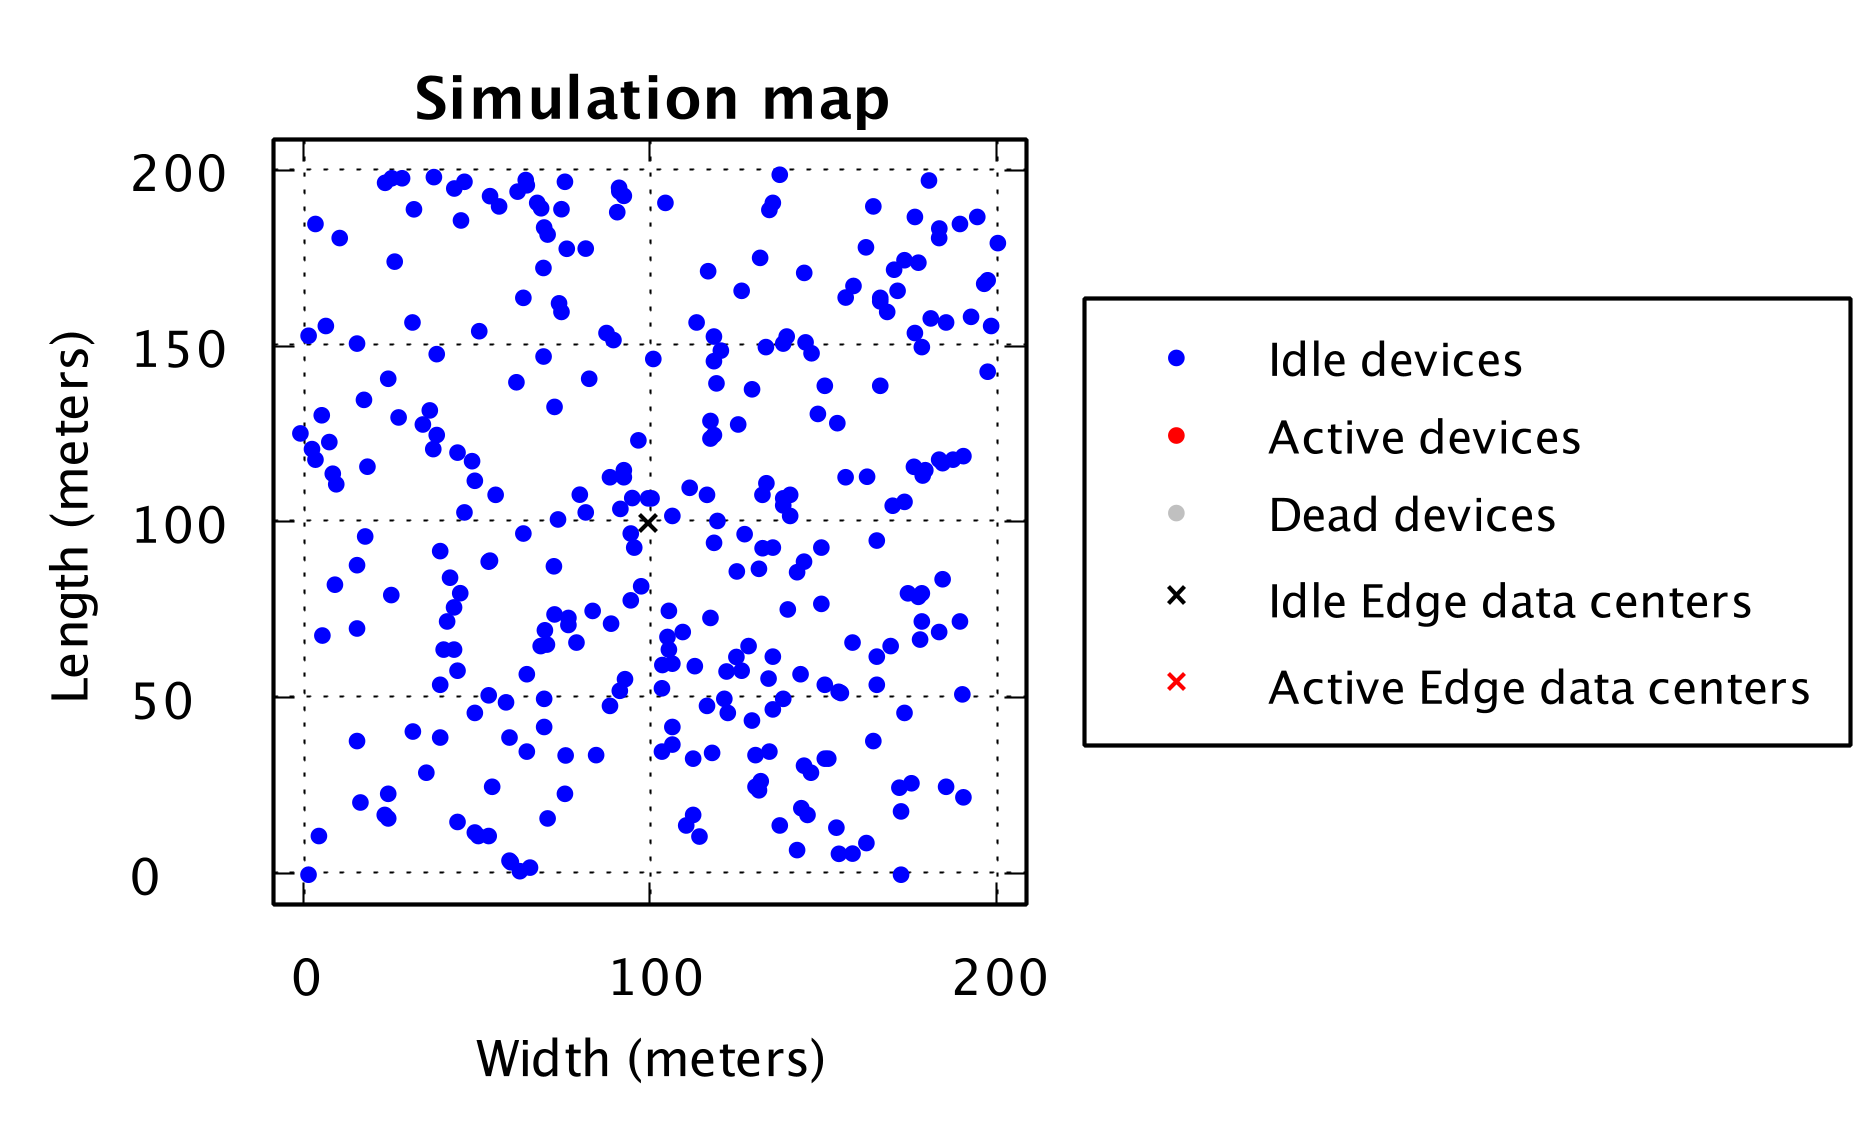 Simulation map
200
150
100
50
0
Length (meters)
0 100 200
Width (meters)
Idle devices
Active devices
Dead devices
Idle Edge data centers
Active Edge data centers